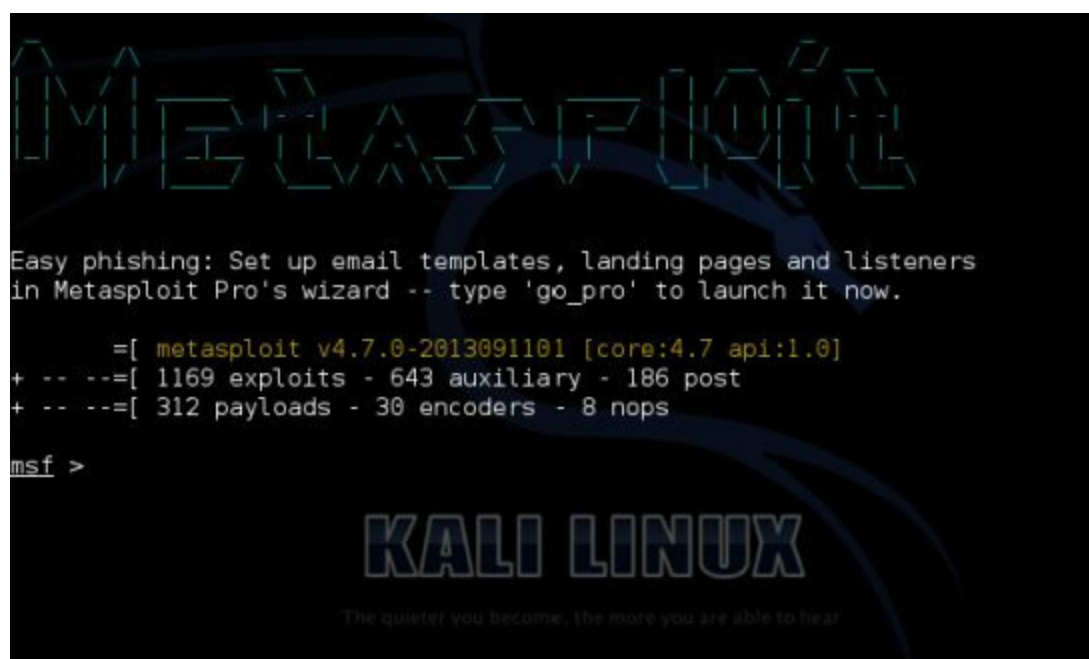 Metasploit
Easy phishing: Set up email templates, landing pages and listeners
in Metasploit Pro's wizard -- type 'go_pro' to launch it now.
=[ metasploit v4.7.0-2013091101 [core:4.7 api:1.0]
+ -- --=[ 1169 exploits - 643 auxiliary - 186 post
+ -- --=[ 312 payloads - 30 encoders - 8 nops
msf >
KALI LINUX
The quieter you become, the more you are able to hear